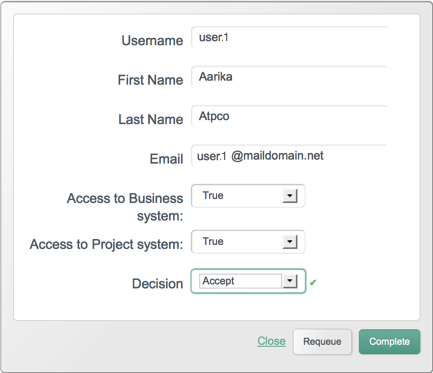 Username user.1
First Name Aarika
Last Name Atpco
Email user.1 @maildomain.net
Access to Business True
system:
Access to Project system: True
Decision Accept
Close Requeue Complete